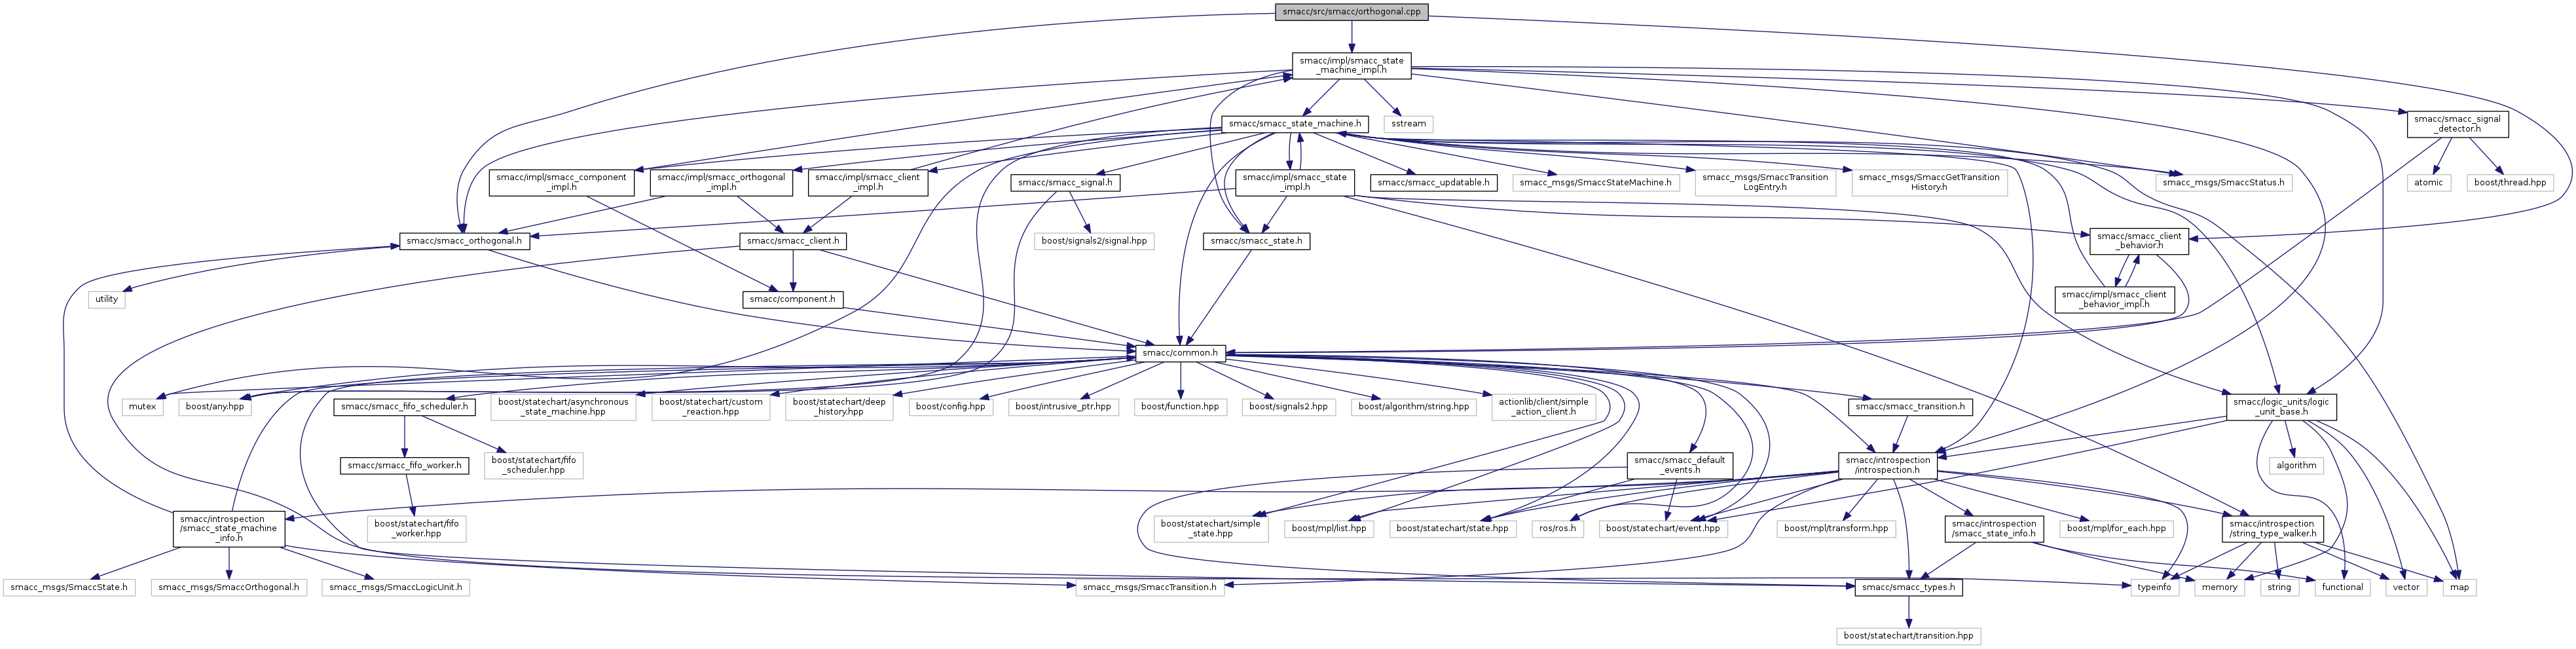 smacc/src/smacc/orthogonal.cpp
smacc/impl/smacc_state
_machine_impl.h
smacc/smacc_state_machine.h
sstream
smacc/smacc_signal
_detector.h
smacc/impl/smacc_component
_impl.h
smacc/impl/smacc_orthogonal
_impl.h
smacc/impl/smacc_client
_impl.h
smacc/smacc_signal.h
smacc/impl/smacc_state
_impl.h
smacc/smacc_updatable.h
smacc_msgs/SmaccStateMachine.h
smacc_msgs/SmaccTransition
LogEntry.h
smacc_msgs/SmaccGetTransition
History.h
smacc_msgs/SmaccStatus.h
atomic
boost/thread.hpp
smacc/smacc_orthogonal.h
smacc/smacc_client.h
boost/signals2/signal.hpp
smacc/smacc_state.h
smacc/smacc_client
_behavior.h
utility
smacc/component.h
smacc/impl/smacc_client
_behavior_impl.h
smacc/common.h
mutex
boost/any.hpp
smacc/smacc_fifo_scheduler.h
boost/statechart/asynchronous
_state_machine.hpp
boost/statechart/custom
_reaction.hpp
boost/statechart/deep
_history.hpp
boost/config.hpp
boost/intrusive_ptr.hpp
boost/function.hpp
boost/signals2.hpp
boost/algorithm/string.hpp
actionlib/client/simple
_action_client.h
smacc/smacc_transition.h
smacc/logic_units/logic
_unit_base.h
smacc/smacc_fifo_worker.h
boost/statechart/fifo
_scheduler.hpp
smacc/smacc_default
_events.h
smacc/introspection
/introspection.h
algorithm
smacc/introspection
/smacc_state_machine
_info.h
boost/statechart/fifo
_worker.hpp
boost/statechart/simple
_state.hpp
boost/mpl/list.hpp
boost/statechart/state.hpp
ros/ros.h
boost/statechart/event.hpp
boost/mpl/transform.hpp
smacc/introspection
/smacc_state_info.h
boost/mpl/for_each.hpp
smacc/introspection
/string_type_walker.h
smacc_msgs/SmaccState.h
smacc_msgs/SmaccOrthogonal.h
smacc_msgs/SmaccLogicUnit.h
smacc_msgs/SmaccTransition.h
smacc/smacc_types.h
typeinfo
memory
string
functional
vector
map
boost/statechart/transition.hpp